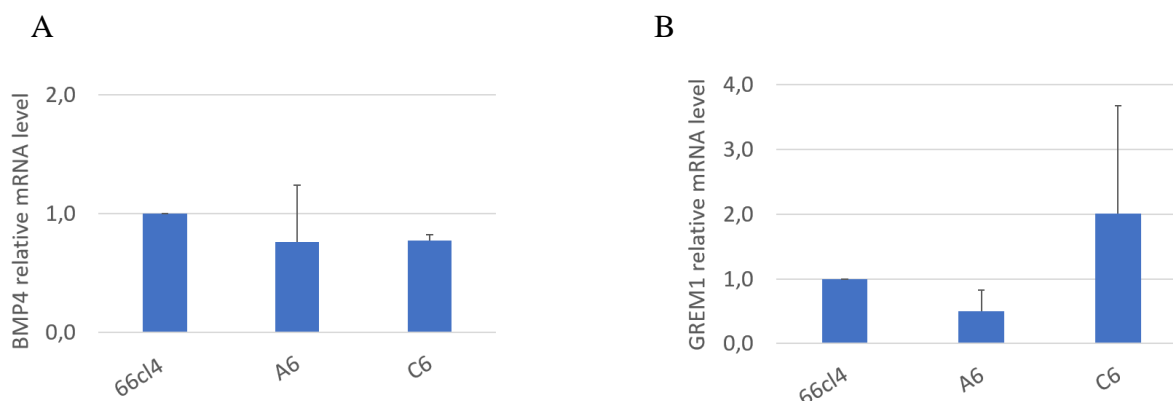 A
BMP4 relative mRNA level
2,0
1,0
0,0
66cl4
A6
C6
B
GREM1 relative mRNA level
4,0
3,0
2,0
1,0
0,0
66cl4
A6
C6